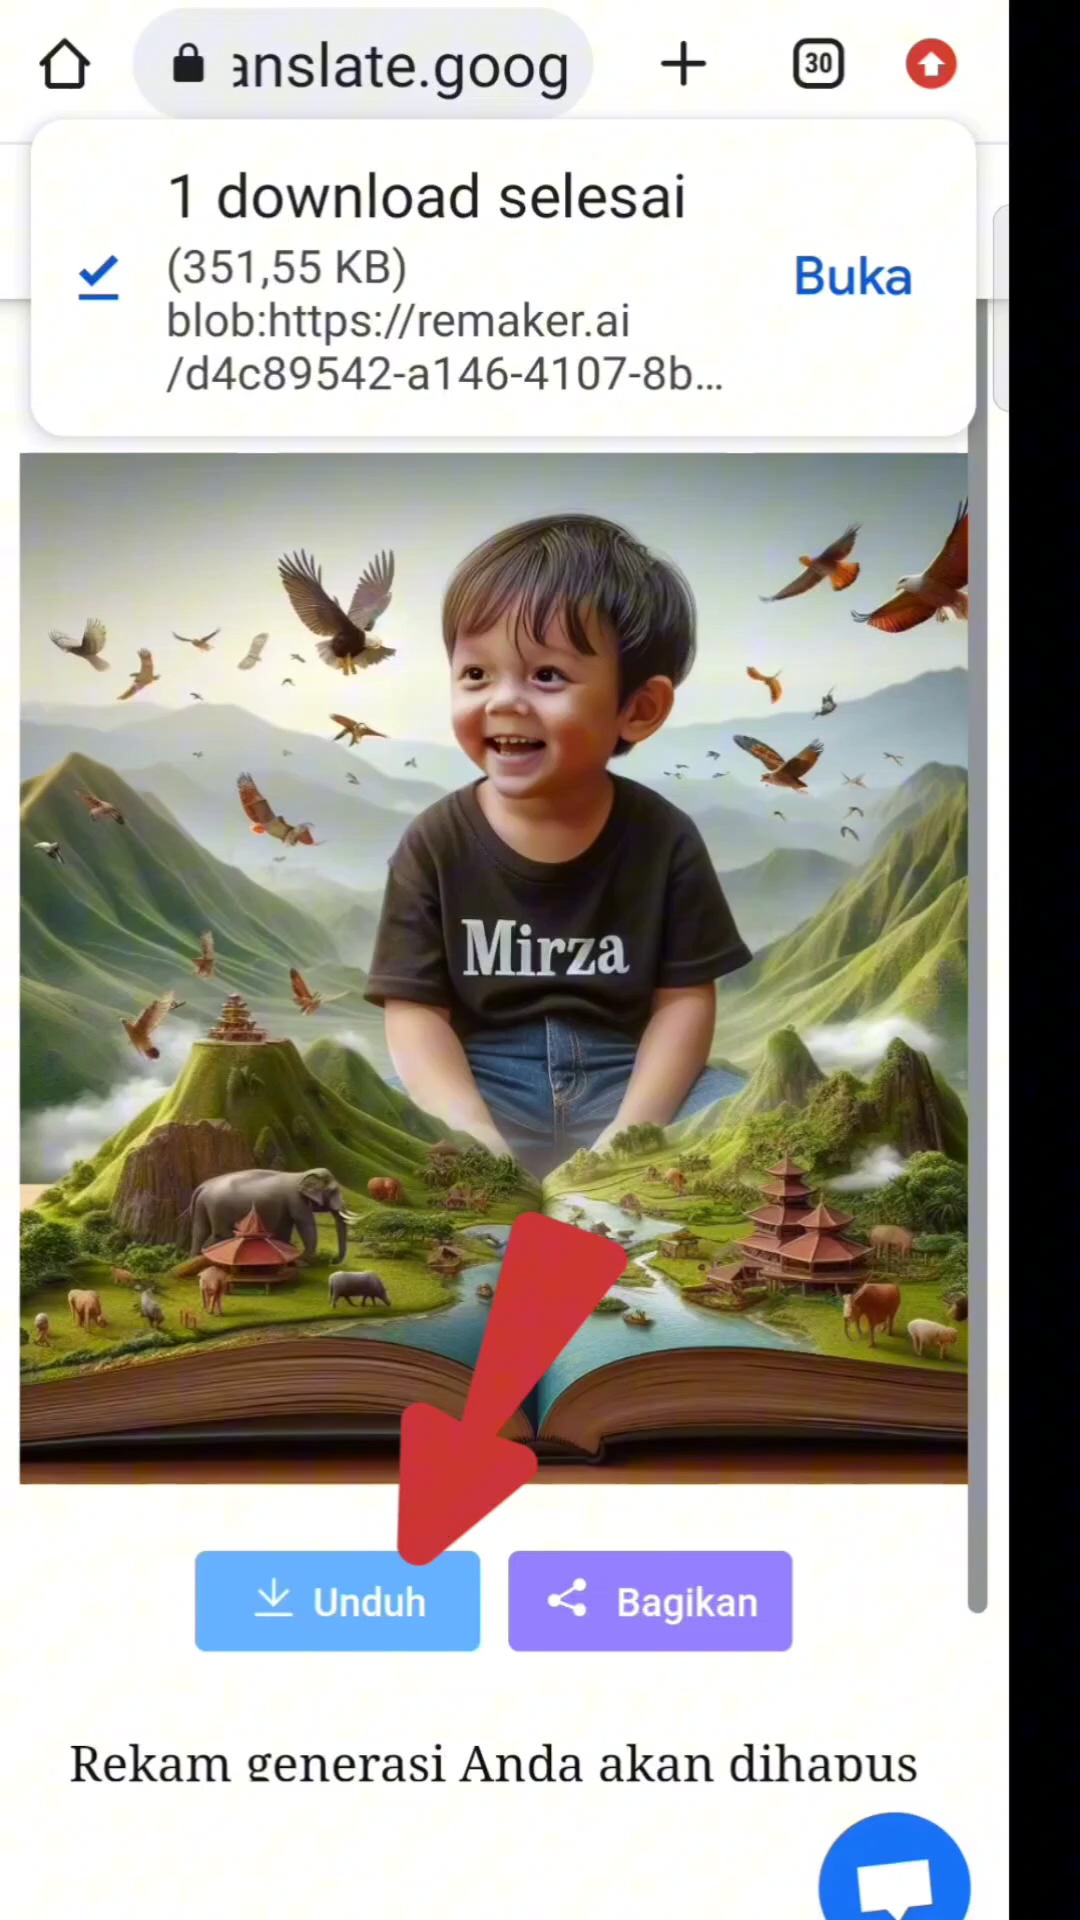 anslate.goog
30
1 download selesai
(351,55 KB)
Buka
blob:https://remaker.ai
/d4c89542-a146-4107-8b...
Mirza
Unduh
Bagikan
Rekam generasi Anda akan dihapus